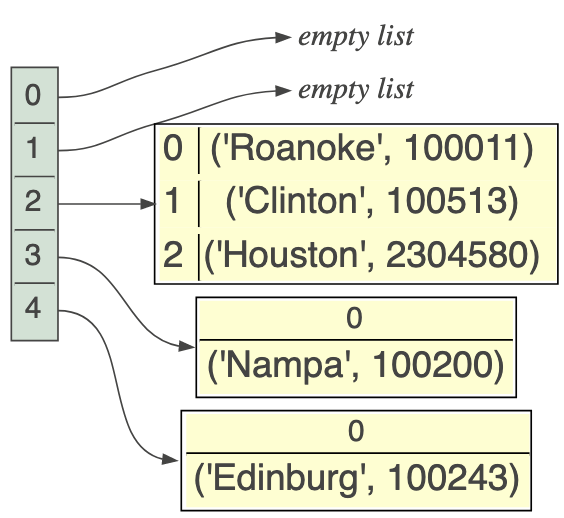 empty list
empty list
0
1
2
3
4
0 ('Roanoke', 100011)
1 ('Clinton', 100513)
2 ('Houston', 2304580)
0
('Nampa', 100200)
0
('Edinburg', 100243)